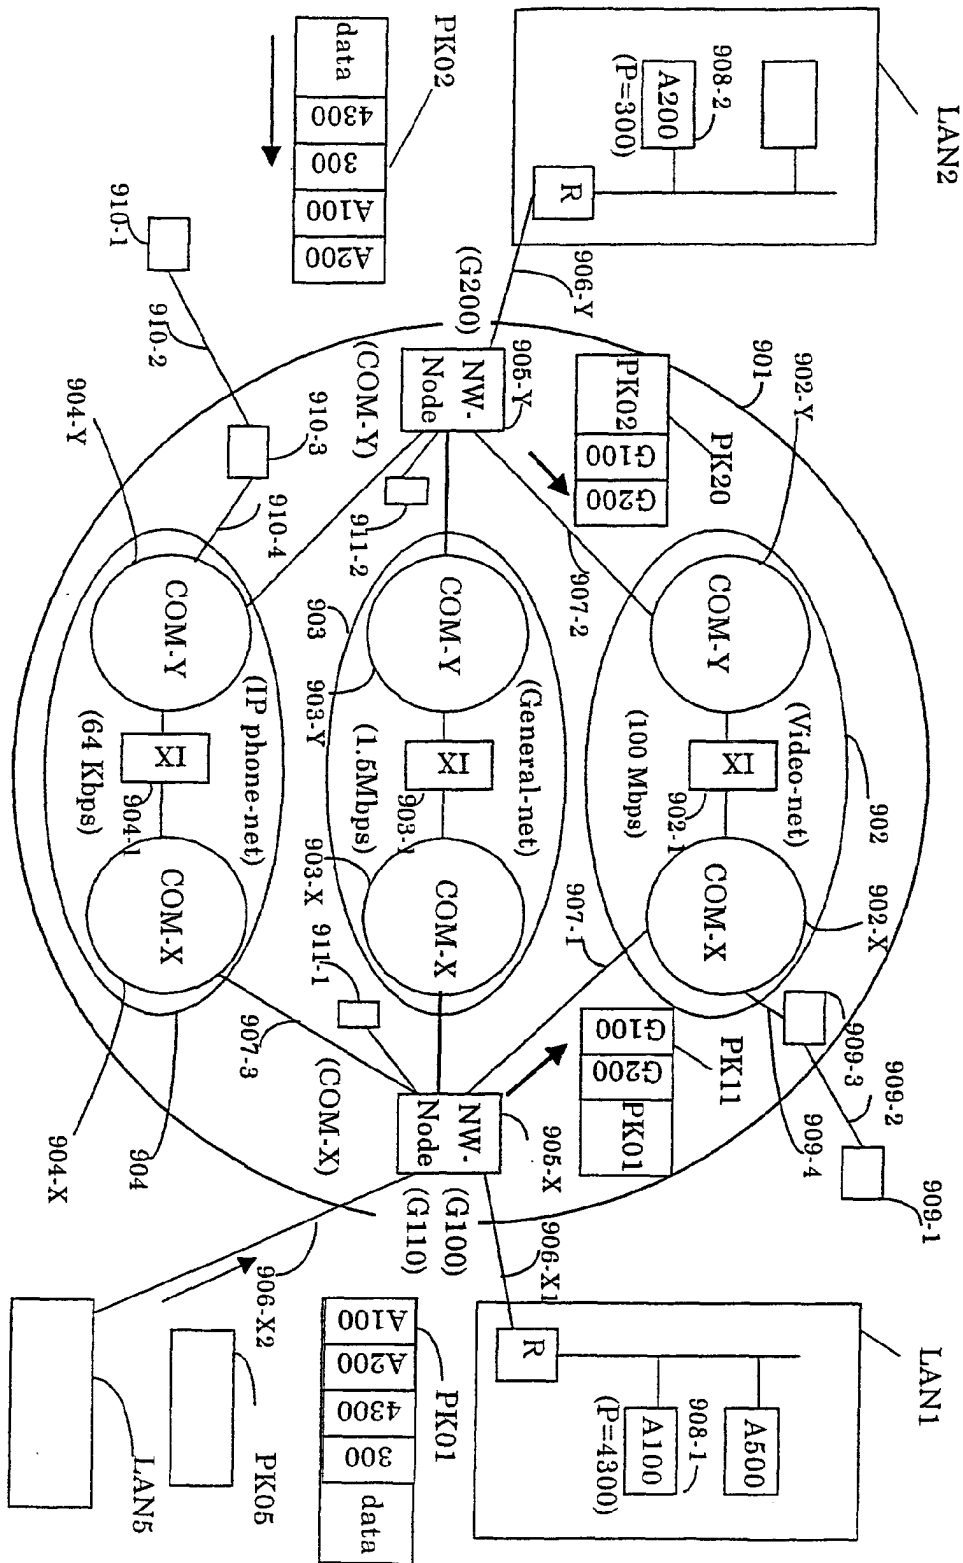 LAN2
908-2
A200
(P=300)
R
906-Y
(G200)
PK02
data
4300
300
A100
A200
910-1
910-2
910-3
910-4
904-Y
901
902-Y
905-Y
NW-
Node
(COM-Y)
PK20
PK02
G100
G200
907-2
911-2
902
(Video-net)
COM-Y
IX
902-1
(100 Mbps)
COM-X
902-X
903
903-Y
(General-net)
COM-Y
IX
903-1
(1.5Mbps)
COM-X
903-X
(IP phone-net)
COM-Y
IX
904-1
(64 Kbps)
COM-X
904-X
904
907-1
911-1
907-3
(COM-X)
NW-
Node
905-X
(G100)
(G110)
PK11
G100
G200
PK01
909-3
909-2
909-4
909-1
906-X1
906-X2
LAN1
R
A500
908-1
A100
(P=4300)
PK01
A100
A200
4300
300
data
PK05
LAN5